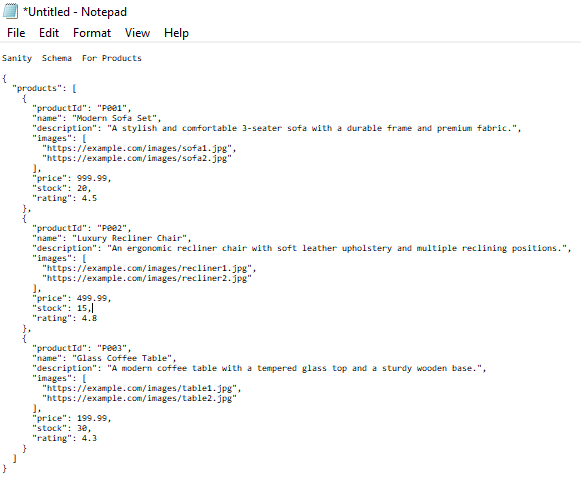 *Untitled - Notepad
File Edit Format View Help
Sanity Schema For Products
{
  "products": [
    {
      "productId": "P001",
      "name": "Modern Sofa Set",
      "description": "A stylish and comfortable 3-seater sofa with a durable frame and premium fabric.",
      "images": [
        "https://example.com/images/sofa1.jpg",
        "https://example.com/images/sofa2.jpg"
      ],
      "price": 999.99,
      "stock": 20,
      "rating": 4.5
    },
    {
      "productId": "P002",
      "name": "Luxury Recliner Chair",
      "description": "An ergonomic recliner chair with soft leather upholstery and multiple reclining positions.",
      "images": [
        "https://example.com/images/recliner1.jpg",
        "https://example.com/images/recliner2.jpg"
      ],
      "price": 499.99,
      "stock": 15,
      "rating": 4.8
    },
    {
      "productId": "P003",
      "name": "Glass Coffee Table",
      "description": "A modern coffee table with a tempered glass top and a sturdy wooden base.",
      "images": [
        "https://example.com/images/table1.jpg",
        "https://example.com/images/table2.jpg"
      ],
      "price": 199.99,
      "stock": 30,
      "rating": 4.3
    }
  ]
}